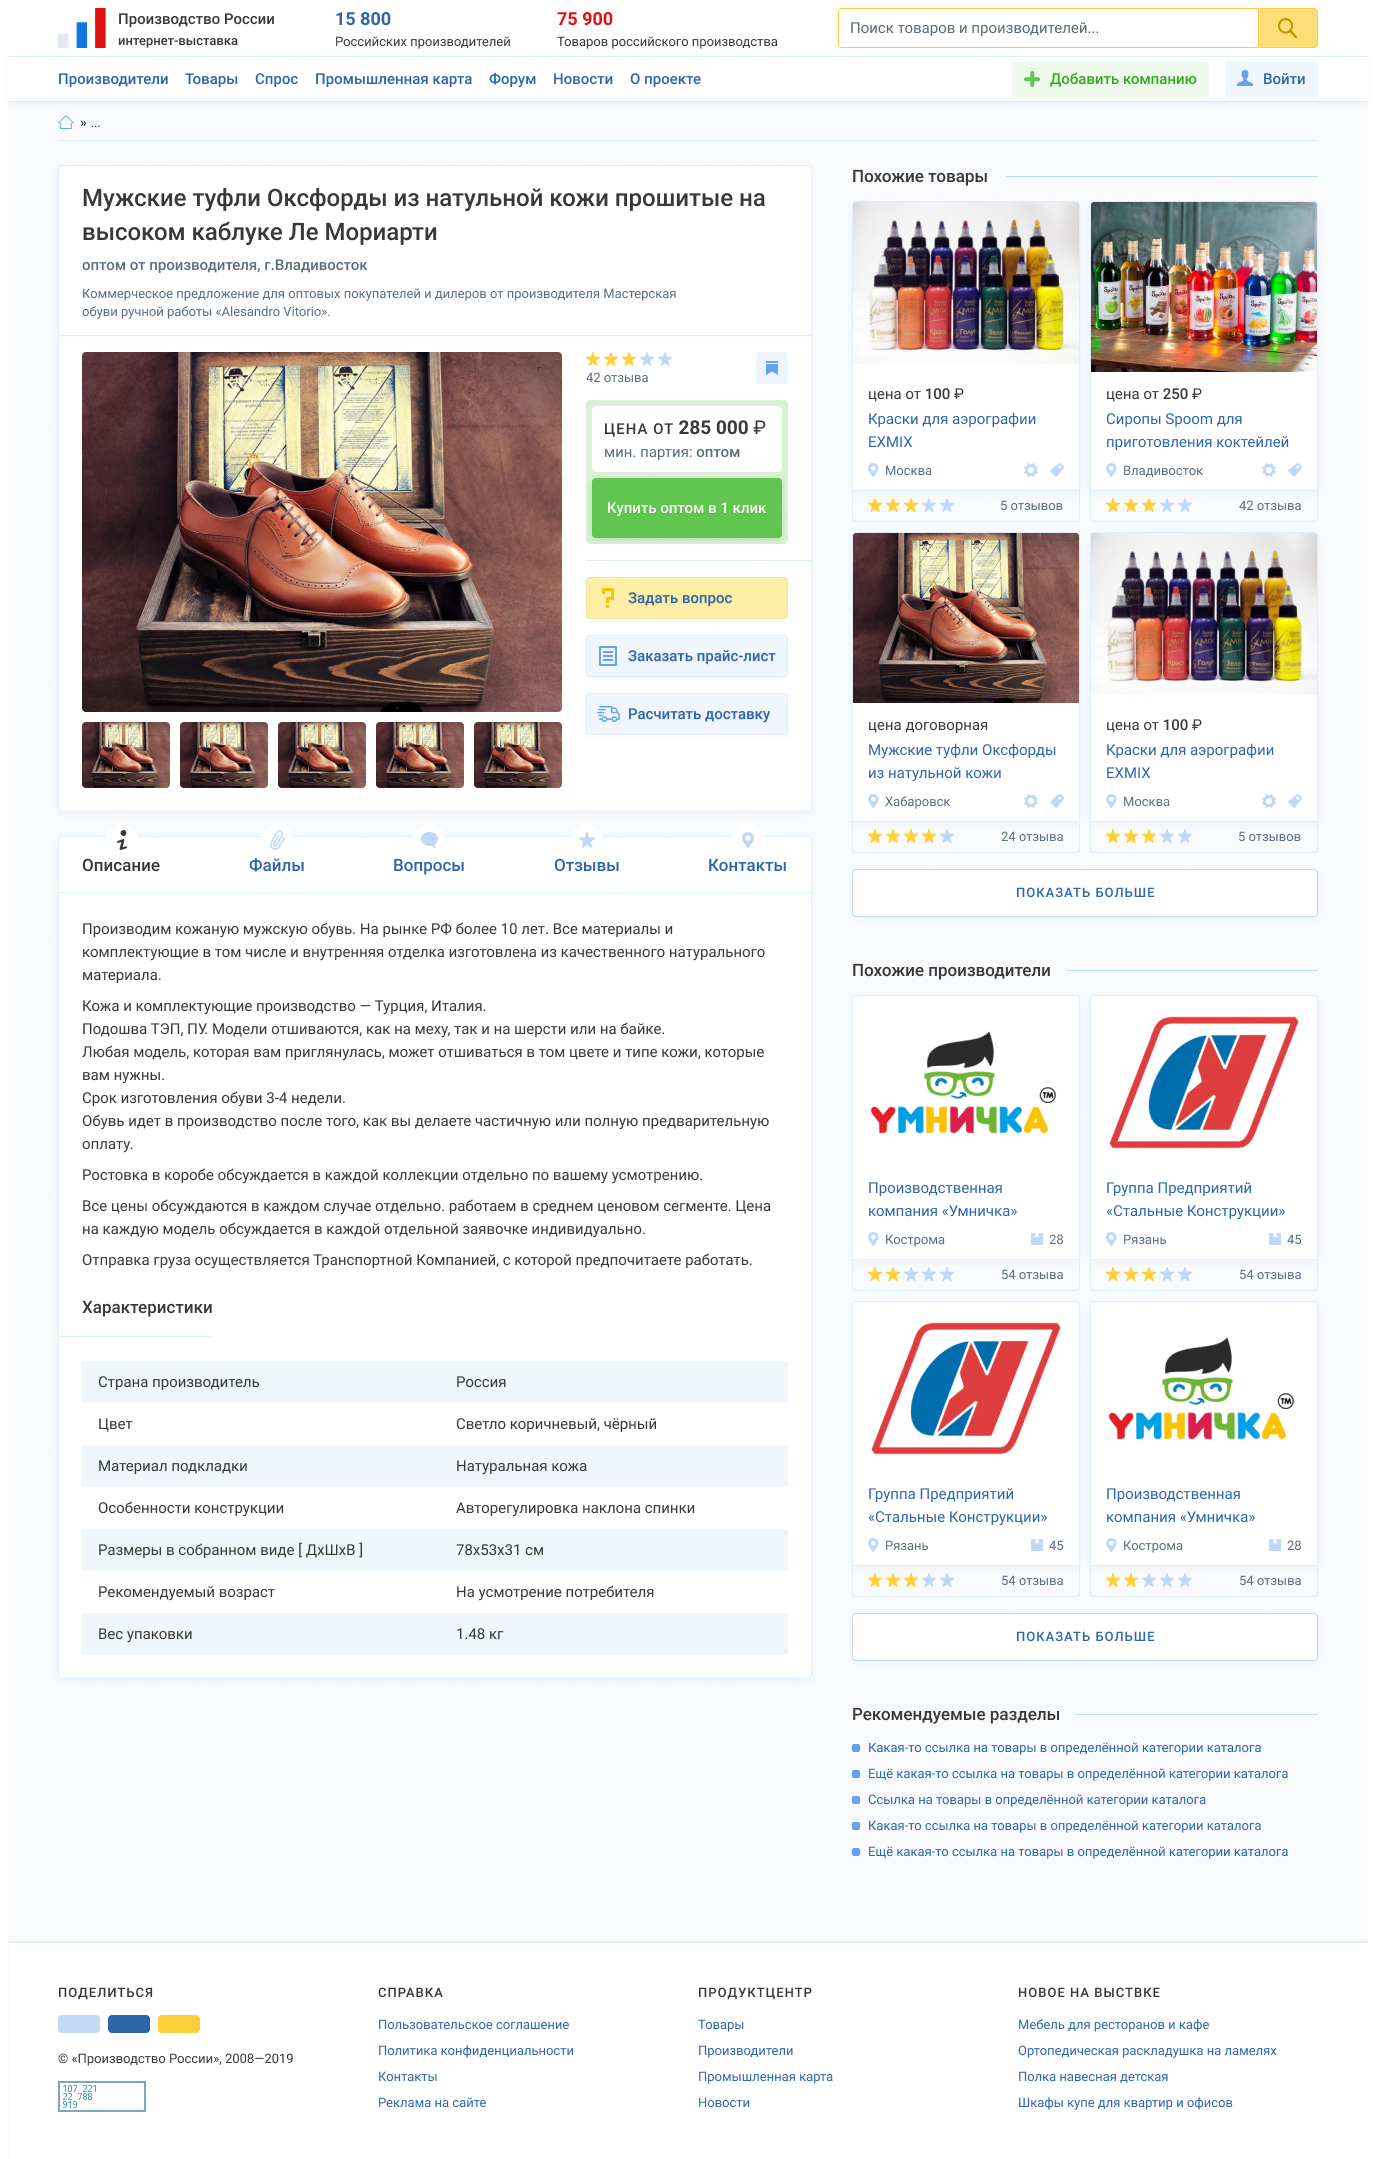 Производство России
интернет-выставка
15 800
Российских производителей
75 900
Товаров российского производства
Поиск товаров и производителей...
Производители Товары Спрос Промышленная карта Форум Новости О проекте
Добавить компанию
Войти
» ...
Мужские туфли Оксфорды из натульной кожи прошитые на
высоком каблуке Ле Мориарти
оптом от производителя, г.Владивосток
Коммерческое предложение для оптовых покупателей и дилеров от производителя Мастерская
обуви ручной работы «Alesandro Vitorio».
42 отзыва
ЦЕНА ОТ 285 000 ₽
мин. партия: оптом
Купить оптом в 1 клик
Задать вопрос
Заказать прайс-лист
Расчитать доставку
Описание
Файлы
Вопросы
Отзывы
Контакты
Производим кожаную мужскую обувь. На рынке РФ более 10 лет. Все материалы и
комплектующие в том числе и внутренняя отделка изготовлена из качественного натурального
материала.
Кожа и комплектующие производство — Турция, Италия.
Подошва ТЭП, ПУ. Модели отшиваются, как на меху, так и на шерсти или на байке.
Любая модель, которая вам приглянулась, может отшиваться в том цвете и типе кожи, которые
вам нужны.
Срок изготовления обуви 3-4 недели.
Обувь идет в производство после того, как вы делаете частичную или полную предварительную
оплату.
Ростовка в коробе обсуждается в каждой коллекции отдельно по вашему усмотрению.
Все цены обсуждаются в каждом случае отдельно. работаем в среднем ценовом сегменте. Цена
на каждую модель обсуждается в каждой отдельной заявочке индивидуально.
Отправка груза осуществляется Транспортной Компанией, с которой предпочитаете работать.
Характеристики
Страна производитель Россия
Цвет Светло коричневый, чёрный
Материал подкладки Натуральная кожа
Особенности конструкции Авторегулировка наклона спинки
Размеры в собранном виде [ ДхШхВ ] 78х53х31 см
Рекомендуемый возраст На усмотрение потребителя
Вес упаковки 1.48 кг
Похожие товары
цена от 100 ₽
Краски для аэрографии
EXMIX
Москва
5 отзывов
цена от 250 ₽
Сиропы Spoom для
приготовления коктейлей
Владивосток
42 отзыва
цена договорная
Мужские туфли Оксфорды
из натульной кожи
Хабаровск
24 отзыва
цена от 100 ₽
Краски для аэрографии
EXMIX
Москва
5 отзывов
ПОКАЗАТЬ БОЛЬШЕ
Похожие производители
УМНИЧКА TM
Производственная
компания «Умничка»
Кострома 28
54 отзыва
Группа Предприятий
«Стальные Конструкции»
Рязань 45
54 отзыва
Группа Предприятий
«Стальные Конструкции»
Рязань 45
54 отзыва
УМНИЧКА TM
Производственная
компания «Умничка»
Кострома 28
54 отзыва
ПОКАЗАТЬ БОЛЬШЕ
Рекомендуемые разделы
Какая-то ссылка на товары в определённой категории каталога
Ещё какая-то ссылка на товары в определённой категории каталога
Ссылка на товары в определённой категории каталога
Какая-то ссылка на товары в определённой категории каталога
Ещё какая-то ссылка на товары в определённой категории каталога
ПОДЕЛИТЬСЯ
© «Производство России», 2008—2019
107 221
22 788
919
СПРАВКА
Пользовательское соглашение
Политика конфиденциальности
Контакты
Реклама на сайте
ПРОДУКТЦЕНТР
Товары
Производители
Промышленная карта
Новости
НОВОЕ НА ВЫСТВКЕ
Мебель для ресторанов и кафе
Ортопедическая раскладушка на ламелях
Полка навесная детская
Шкафы купе для квартир и офисов